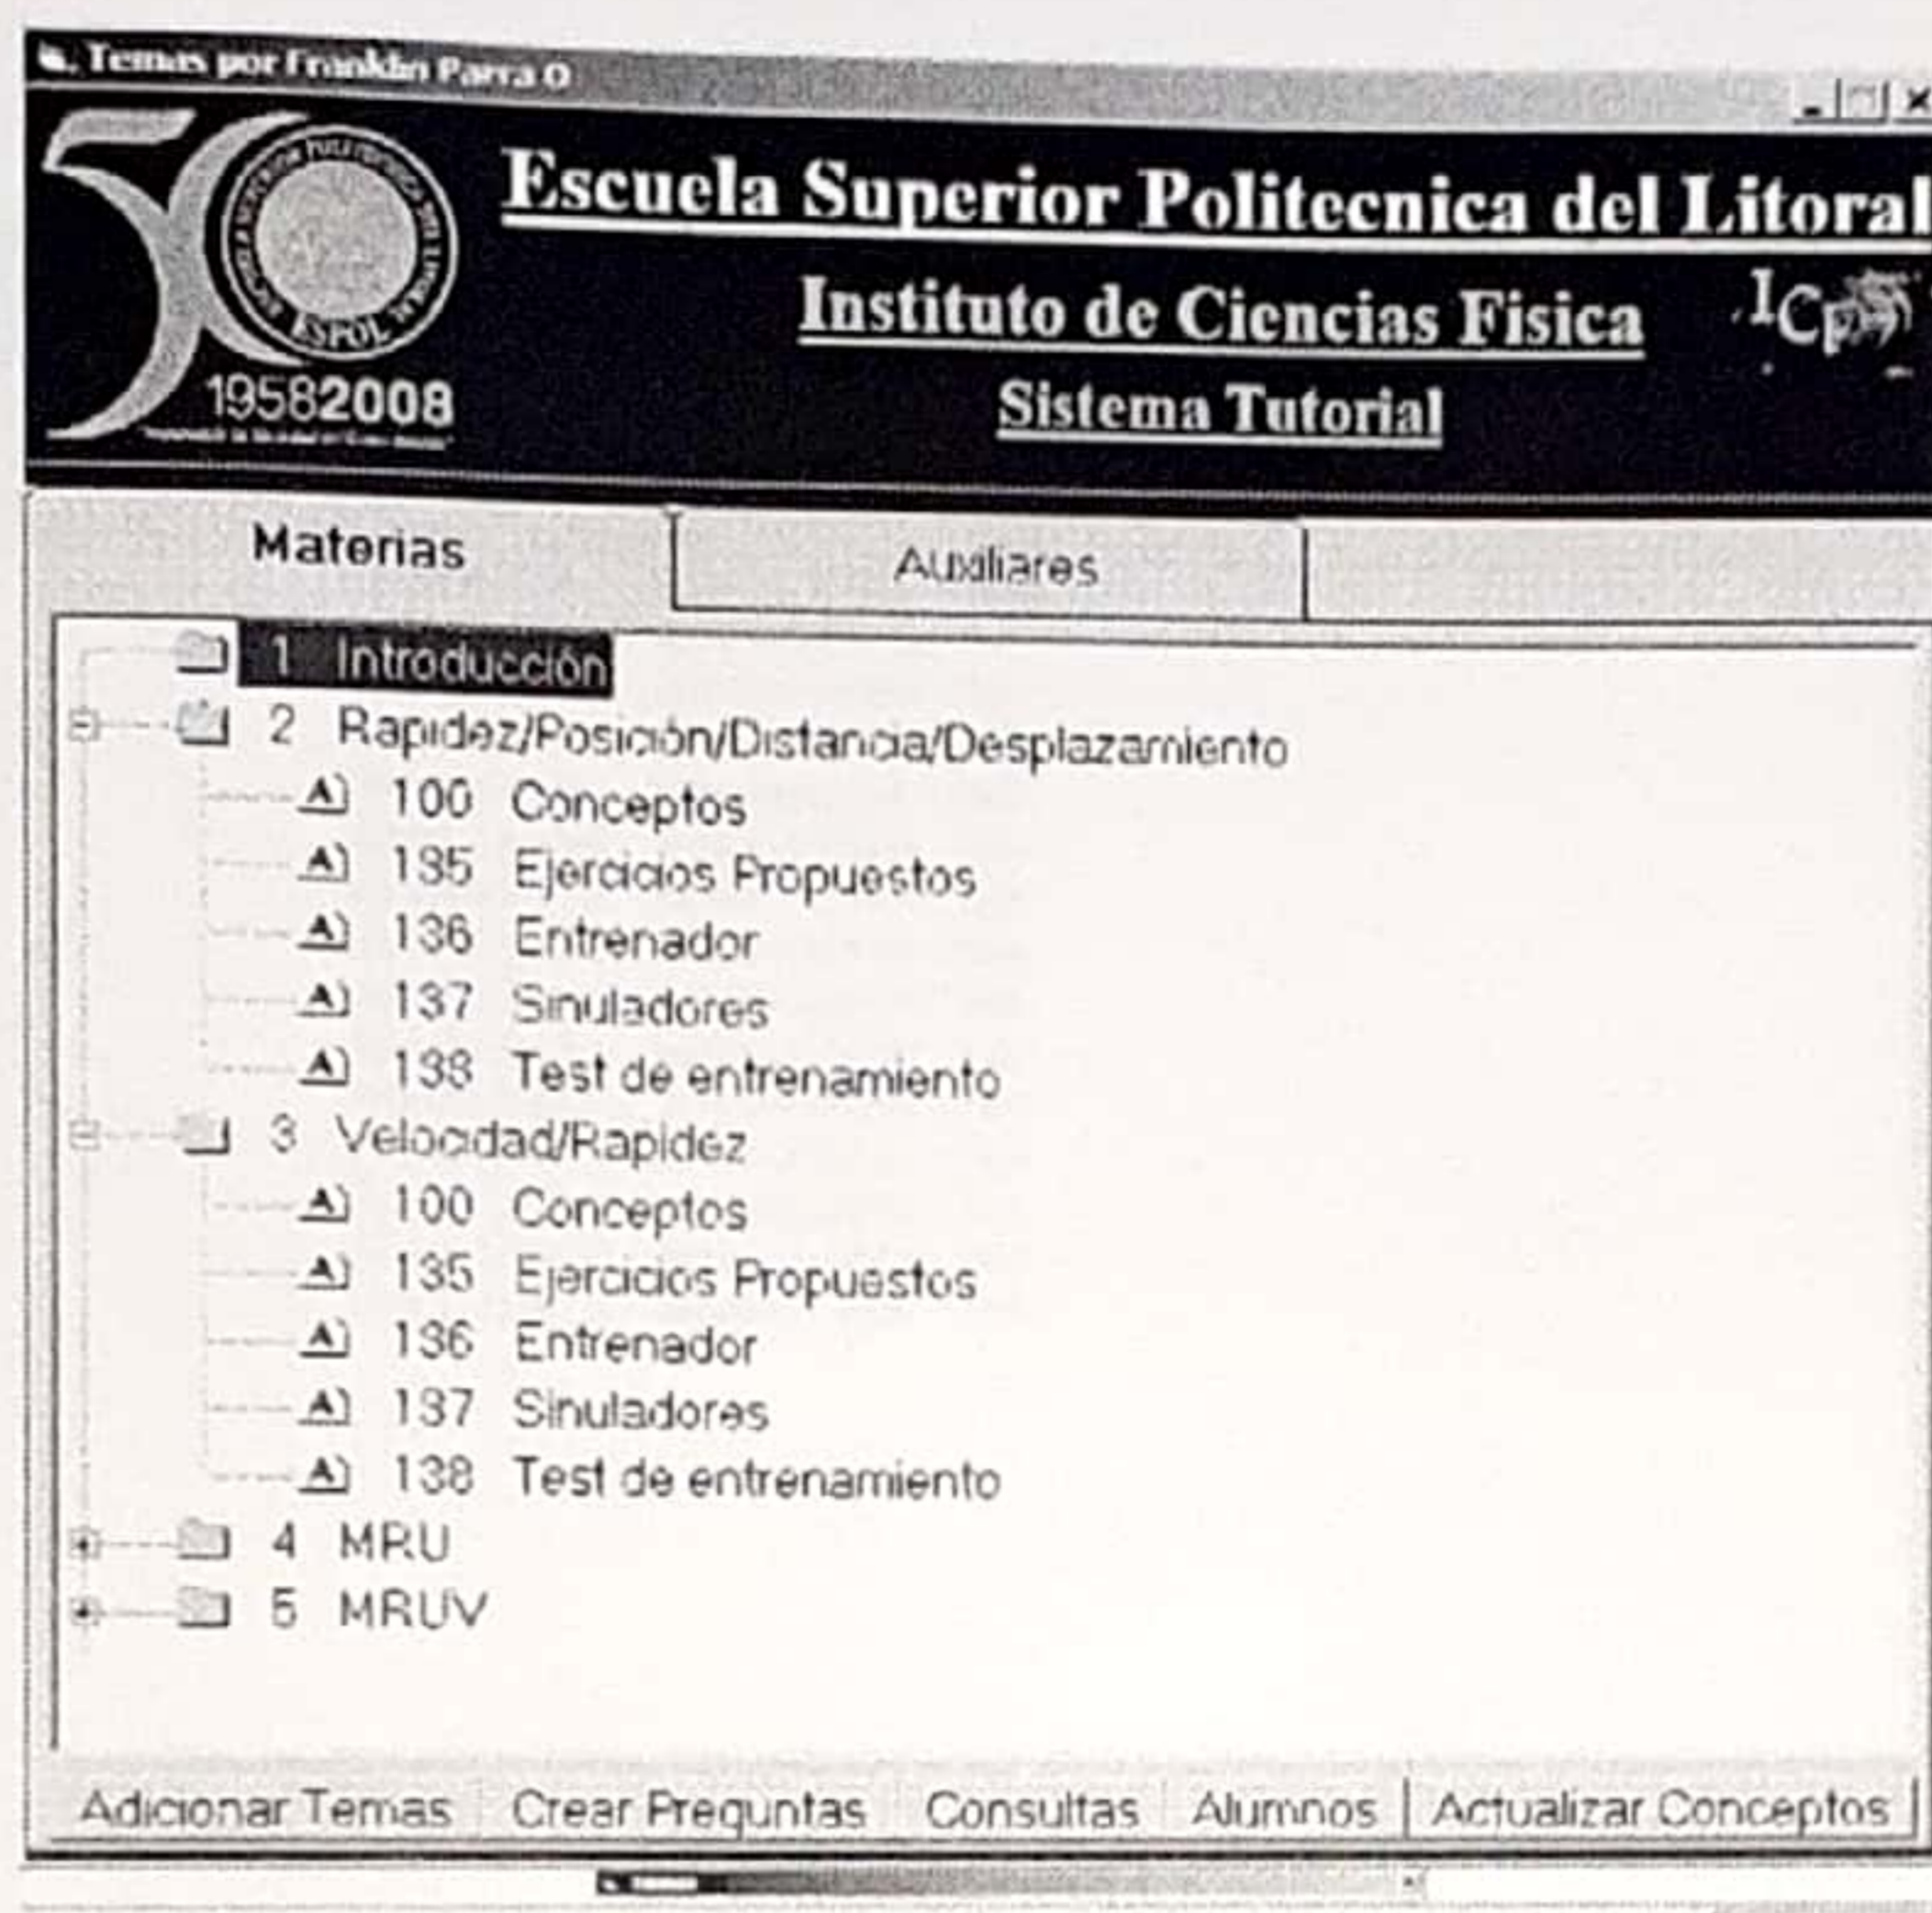 Temas por Franklin Parra O
Escuela Superior Politecnica del Litoral
Instituto de Ciencias Fisica
ICF
Sistema Tutorial
ESPOL
19582008
Materias
Auxiliares
1 Introducción
2 Rapidez/Posición/Distancia/Desplazamiento
100 Conceptos
135 Ejercicios Propuestos
136 Entrenador
137 Sinuladores
138 Test de entrenamiento
3 Velocidad/Rapidez
100 Conceptos
135 Ejercicios Propuestos
136 Entrenador
137 Sinuladores
138 Test de entrenamiento
4 MRU
5 MRUV
Adicionar Temas Crear Preguntas Consultas Alumnos Actualizar Conceptos